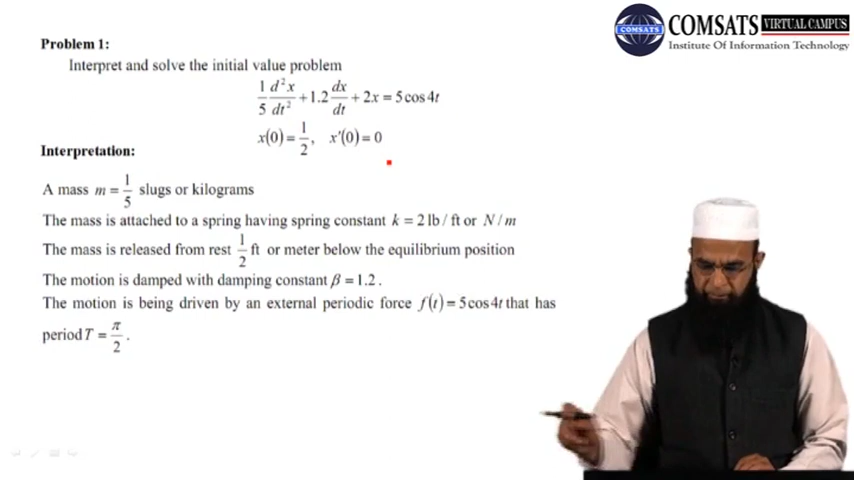 COMSATS VIRTUAL CAMPUS
Institute Of Information Technology
Problem 1:
Interpret and solve the initial value problem
1/5 d²x/dt² + 1.2 dx/dt + 2x = 5 cos 4t
x(0) = 1/2, x'(0) = 0
Interpretation:
A mass m = 1/5 slugs or kilograms
The mass is attached to a spring having spring constant k = 2 lb / ft or N / m
The mass is released from rest 1/2 ft or meter below the equilibrium position
The motion is damped with damping constant β = 1.2.
The motion is being driven by an external periodic force f(t) = 5 cos 4t that has
period T = π/2.